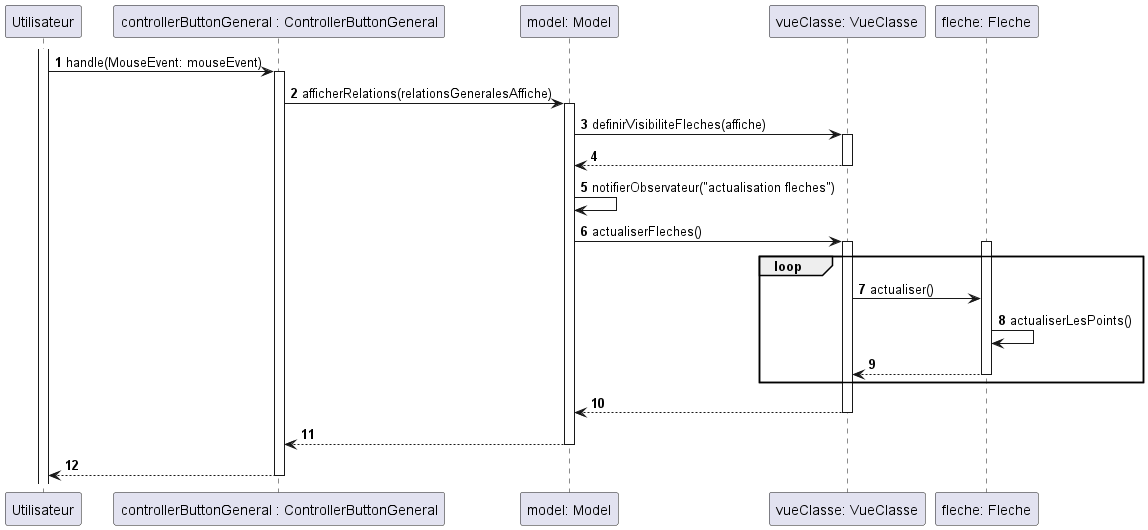 Utilisateur
controllerButtonGeneral : ControllerButtonGeneral
model: Model
vueClasse: VueClasse
fleche: Fleche
1 handle(MouseEvent: mouseEvent)
2 afficherRelations(relationsGeneralesAffiche)
3 definirVisibiliteFleches(affiche)
4
5 notifierObservateur("actualisation fleches")
6 actualiserFleches()
loop
7 actualiser()
8 actualiserLesPoints()
9
10
11
12
Utilisateur
controllerButtonGeneral : ControllerButtonGeneral
model: Model
vueClasse: VueClasse
fleche: Fleche